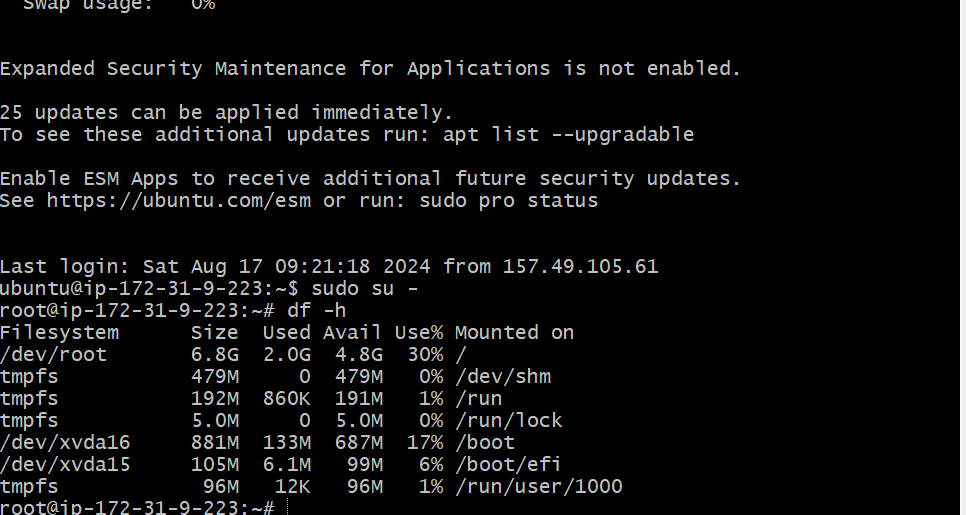 Swap usage:   0%
Expanded Security Maintenance for Applications is not enabled.
25 updates can be applied immediately.
To see these additional updates run: apt list --upgradable
Enable ESM Apps to receive additional future security updates.
See https://ubuntu.com/esm or run: sudo pro status
Last login: Sat Aug 17 09:21:18 2024 from 157.49.105.61
ubuntu@ip-172-31-9-223:~$ sudo su -
root@ip-172-31-9-223:~# df -h
Filesystem      Size  Used Avail Use% Mounted on
/dev/root       6.8G  2.0G  4.8G  30% /
tmpfs           479M     0  479M   0% /dev/shm
tmpfs           192M  860K  191M   1% /run
tmpfs           5.0M     0  5.0M   0% /run/lock
/dev/xvda16     881M  133M  687M  17% /boot
/dev/xvda15     105M  6.1M   99M   6% /boot/efi
tmpfs            96M   12K   96M   1% /run/user/1000
root@ip-172-31-9-223:~#